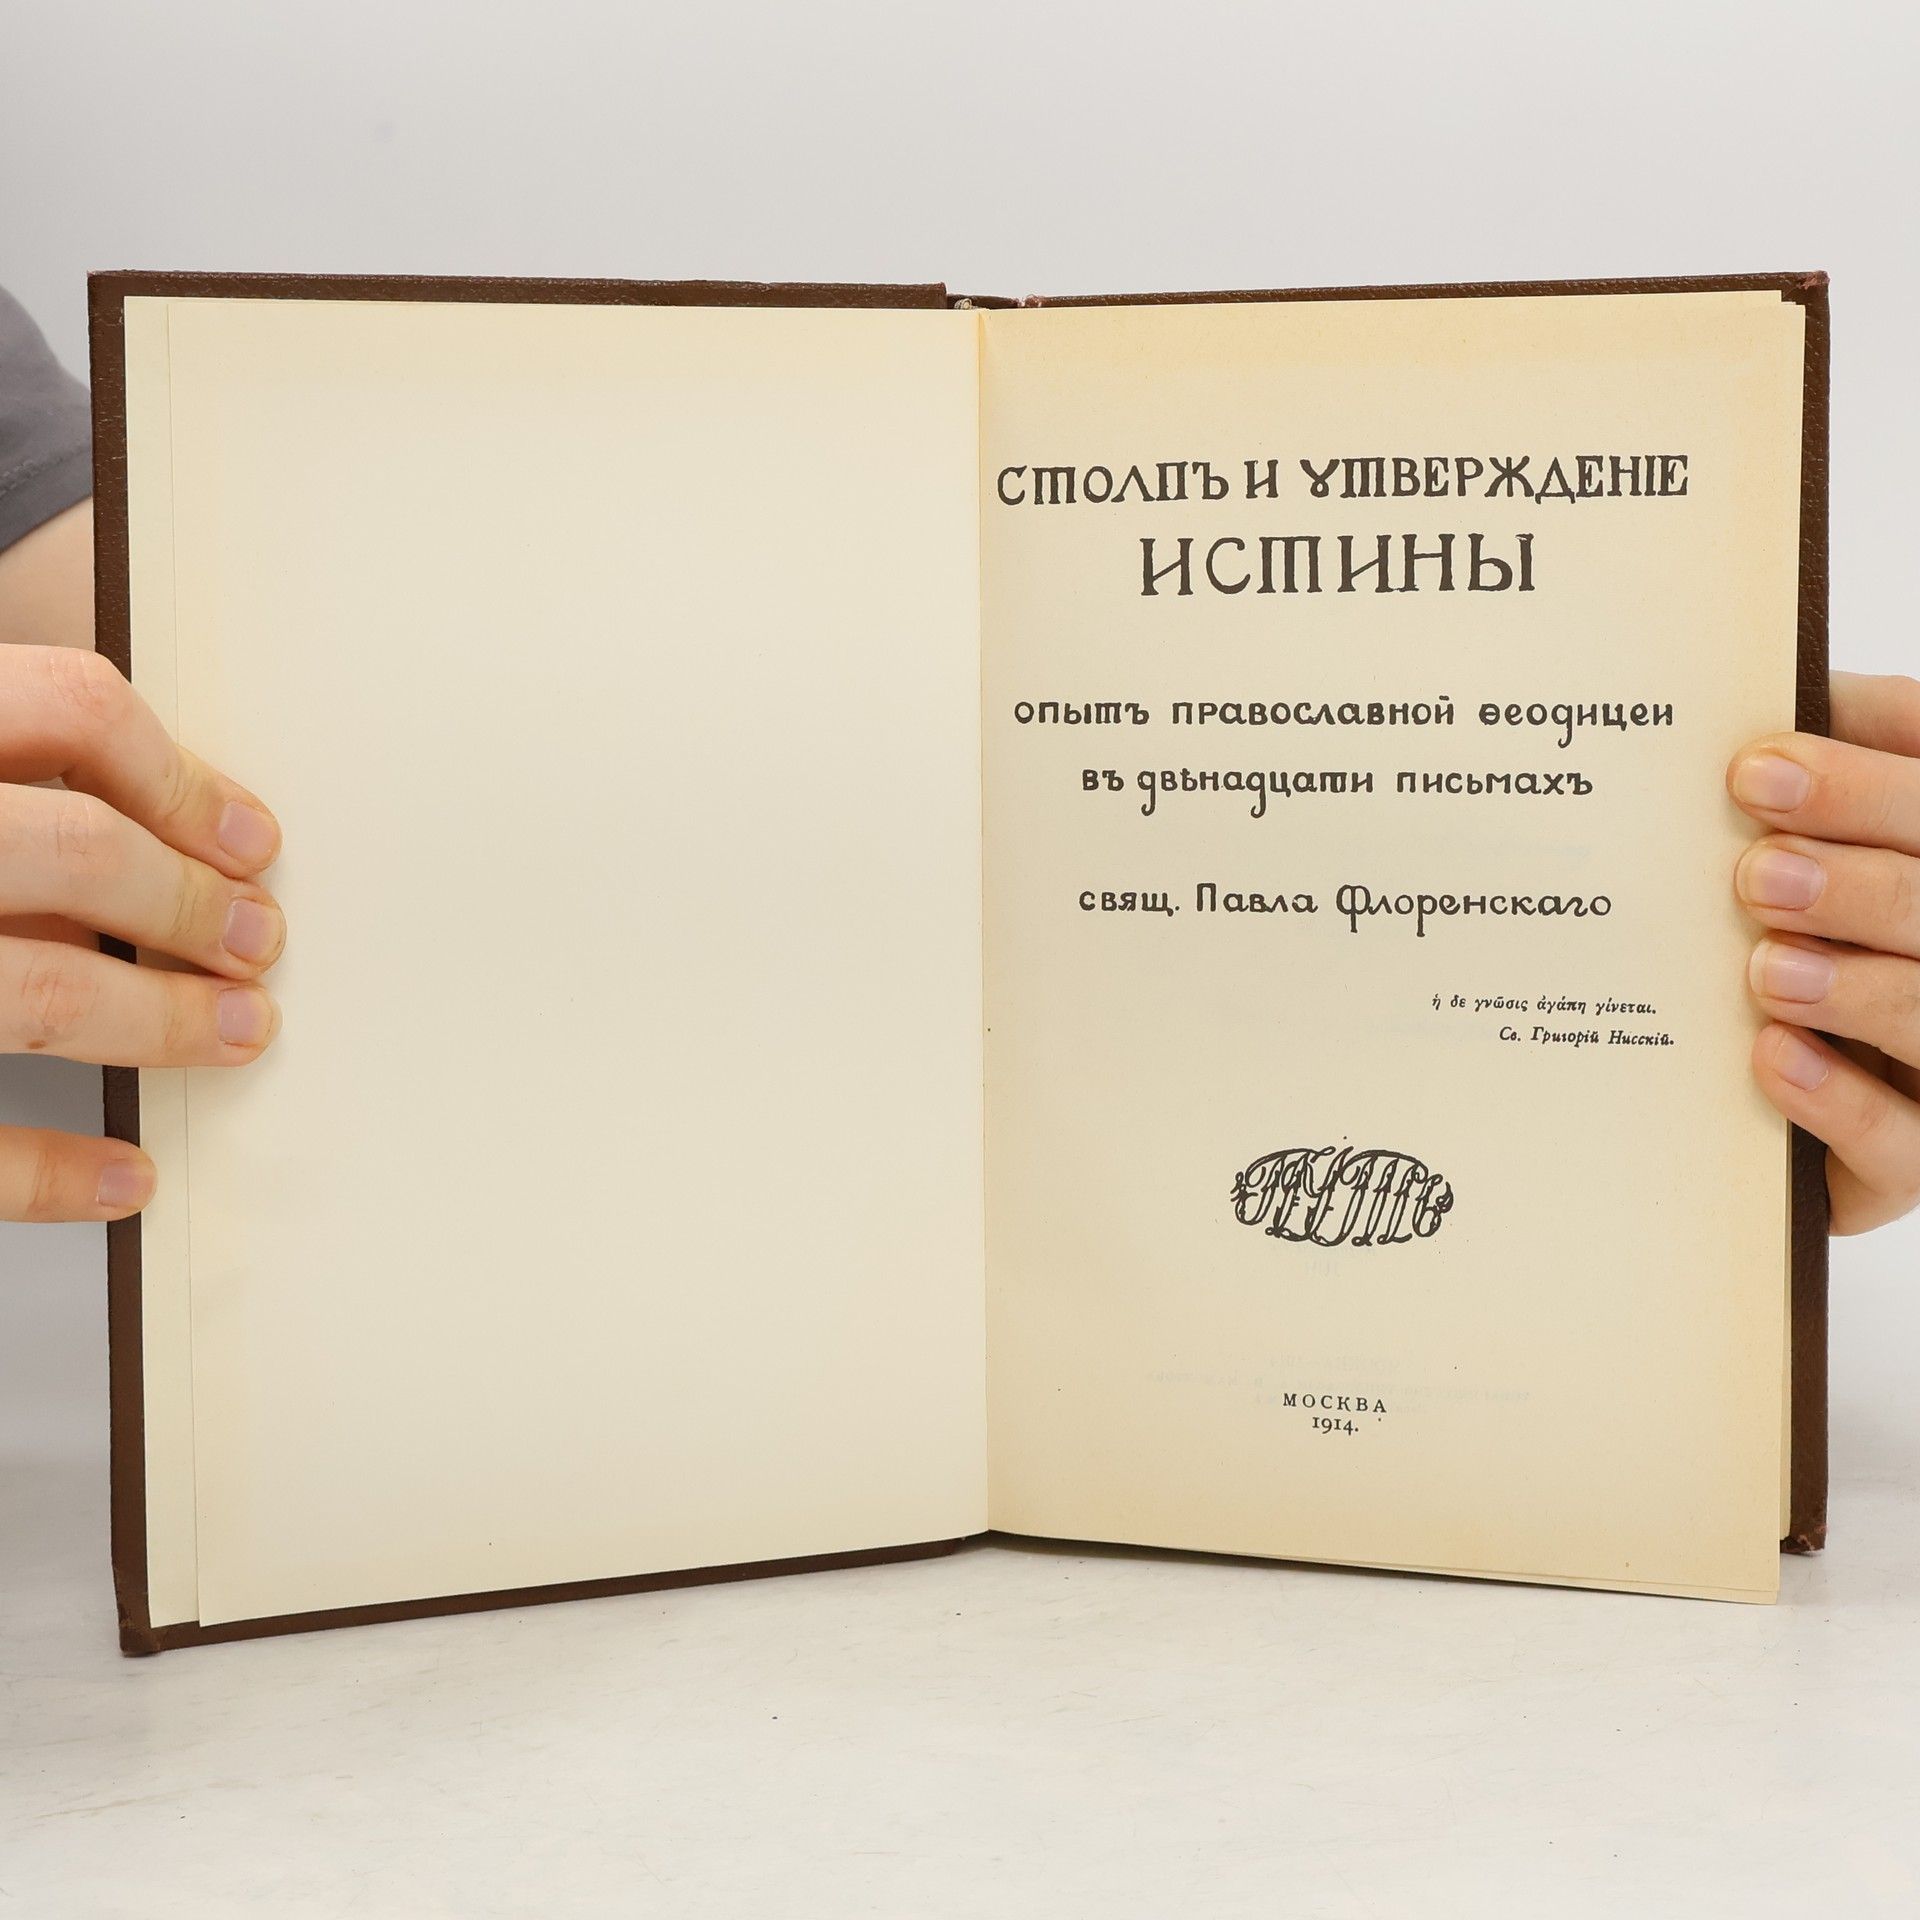 СТОЛПЪ И УТВЕРЖДЕНІЕ
ИСТИНЫ
опытъ православной ѳеодицеи
въ двѣнадцати письмахъ
свящ. Павла Флоренскаго
ἡ δε γνῶσις ἀγάπη γίνεται.
Св. Григорій Нисскій.
ПУТЬ
МОСКВА
1914.